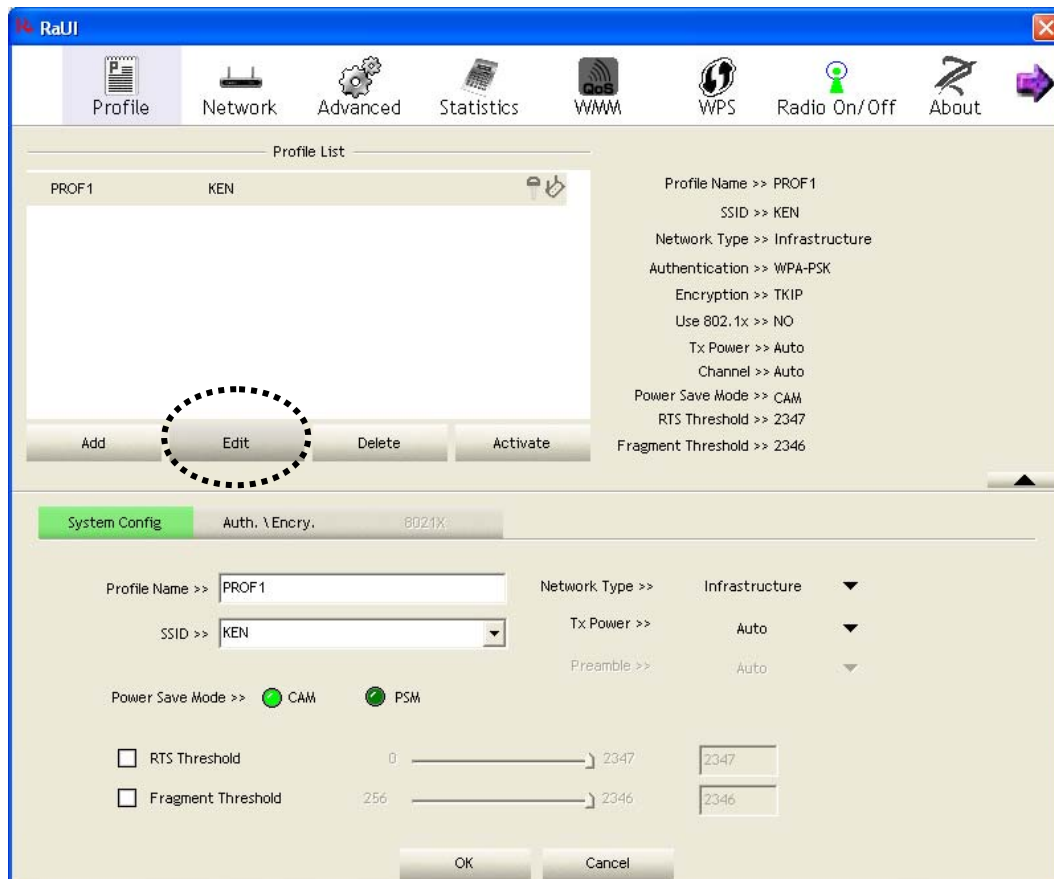 RaUI
Profile Network Advanced Statistics QoS WMM WPS Radio On/Off About
Profile List
PROF1 KEN
Add Edit Delete Activate
Profile Name >> PROF1
SSID >> KEN
Network Type >> Infrastructure
Authentication >> WPA-PSK
Encryption >> TKIP
Use 802.1x >> NO
Tx Power >> Auto
Channel >> Auto
Power Save Mode >> CAM
RTS Threshold >> 2347
Fragment Threshold >> 2346
System Config Auth. \ Encry. 8021X
Profile Name >> PROF1
SSID >> KEN
Network Type >> Infrastructure
Tx Power >> Auto
Preamble >> Auto
Power Save Mode >> CAM PSM
RTS Threshold 0 2347 2347
Fragment Threshold 256 2346 2346
OK Cancel